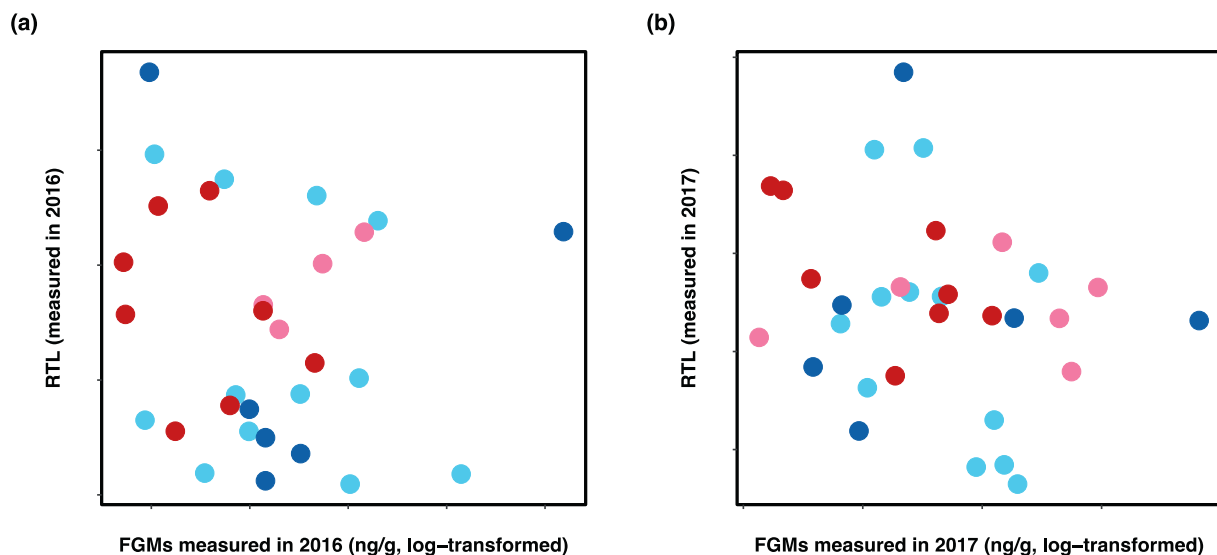 (a)
(b)
RTL (measured in 2016)
RTL (measured in 2017)
FGMs measured in 2016 (ng/g, log−transformed)
FGMs measured in 2017 (ng/g, log−transformed)